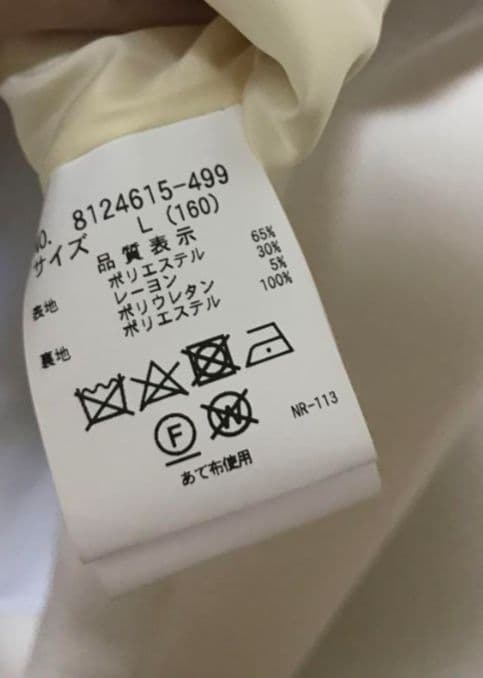 NO. 8124615-499
サイズ L (160)
品質表示
表地 ポリエステル 65%
レーヨン 30%
ポリウレタン 5%
裏地 ポリエステル 100%
F W
NR-113
あて布使用